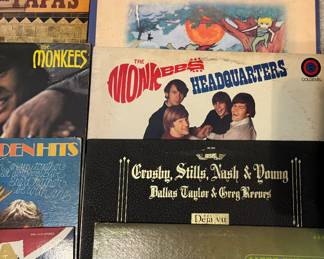 PAPAS
THE
MONKEES
THE
MONKEES
HEADQUARTERS
COLGEMS
DEN HITS
Crosby, Stills, Nash & Young
Dallas Taylor & Greg Reeves
Déjà vu